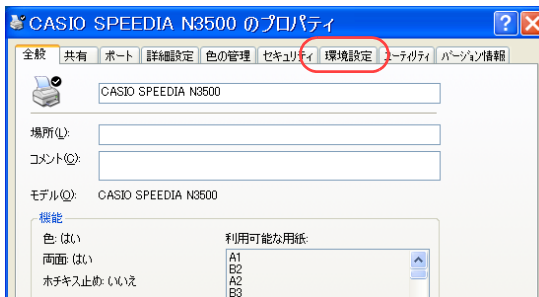 CASIO SPEEDIA N3500 のプロパティ
全般 共有 ポート 詳細設定 色の管理 セキュリティ 環境設定 ユーティリティ バージョン情報
CASIO SPEEDIA N3500
場所(L):
コメント(C):
モデル(O): CASIO SPEEDIA N3500
機能
色: はい 利用可能な用紙:
両面: はい A1
B2
ホチキス止め: いいえ A2
B3